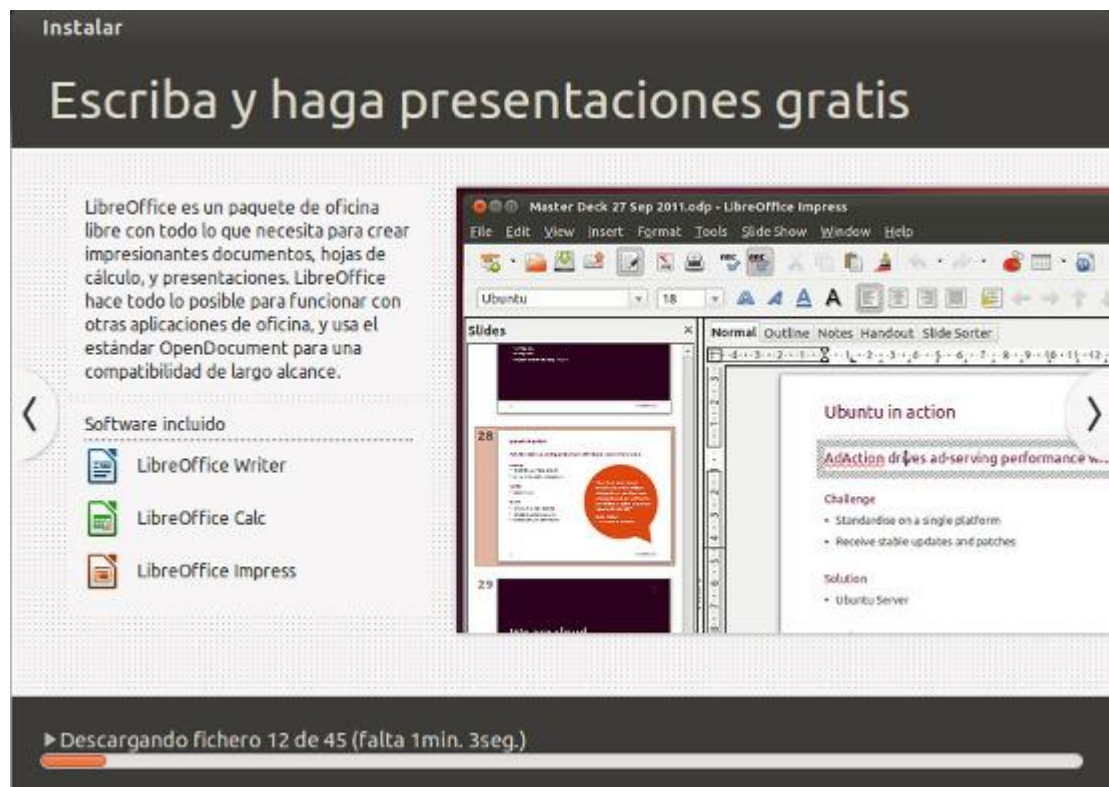 Instalar
Escriba y haga presentaciones gratis
LibreOffice es un paquete de oficina
libre con todo lo que necesita para crear
impresionantes documentos, hojas de
cálculo, y presentaciones. LibreOffice
hace todo lo posible para funcionar con
otras aplicaciones de oficina, y usa el
estándar OpenDocument para una
compatibilidad de largo alcance.
Software incluido
LibreOffice Writer
LibreOffice Calc
LibreOffice Impress
Master Deck 27 Sep 2011.odp - LibreOffice Impress
File Edit View Insert Format Tools Slide Show Window Help
Ubuntu 18
Slides
Normal Outline Notes Handout Slide Sorter
28
29
We are cloud
Ubuntu in action
AdAction drives ad-serving performance w...
Challenge
• Standardise on a single platform
• Receive stable updates and patches
Solution
• Ubuntu Server
Descargando fichero 12 de 45 (falta 1min. 3seg.)